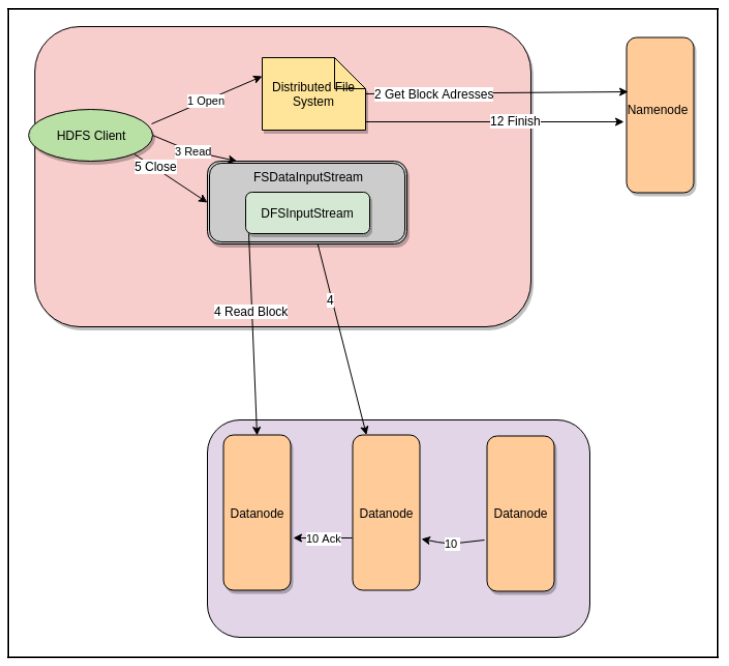 1 Open
Distributed File
System
2 Get Block Adresses
Namenode
12 Finish
HDFS Client
3 Read
5 Close
FSDataInputStream
DFSInputStream
4 Read Block
4
Datanode
Datanode
Datanode
10 Ack
10